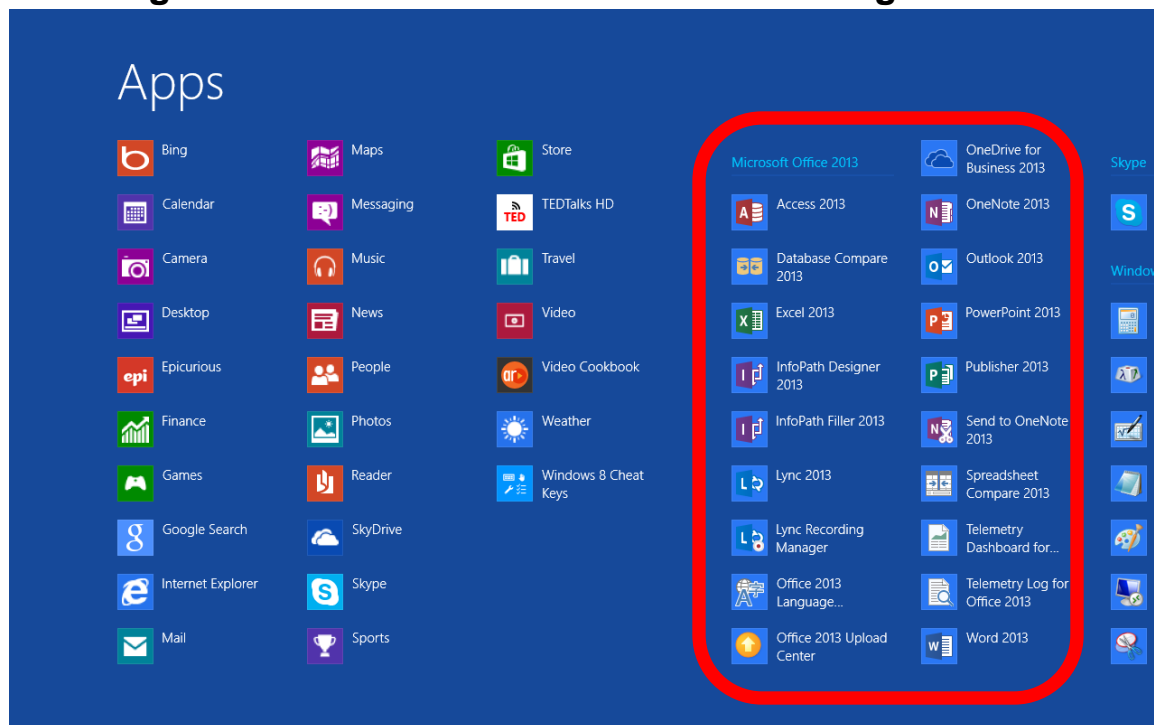 Apps
Bing
Calendar
Camera
Desktop
epi
Epicurious
Finance
Games
Google Search
Internet Explorer
Mail
Maps
Messaging
Music
News
People
Photos
Reader
SkyDrive
Skype
Sports
Store
TED
TEDTalks HD
Travel
Video
Video Cookbook
Weather
Windows 8 Cheat
Keys
Microsoft Office 2013
Access 2013
Database Compare
2013
Excel 2013
InfoPath Designer
2013
InfoPath Filler 2013
Lync 2013
Lync Recording
Manager
Office 2013
Language...
Office 2013 Upload
Center
OneDrive for
Business 2013
OneNote 2013
Outlook 2013
PowerPoint 2013
Publisher 2013
Send to OneNote
2013
Spreadsheet
Compare 2013
Telemetry
Dashboard for...
Telemetry Log for
Office 2013
Word 2013
Skype